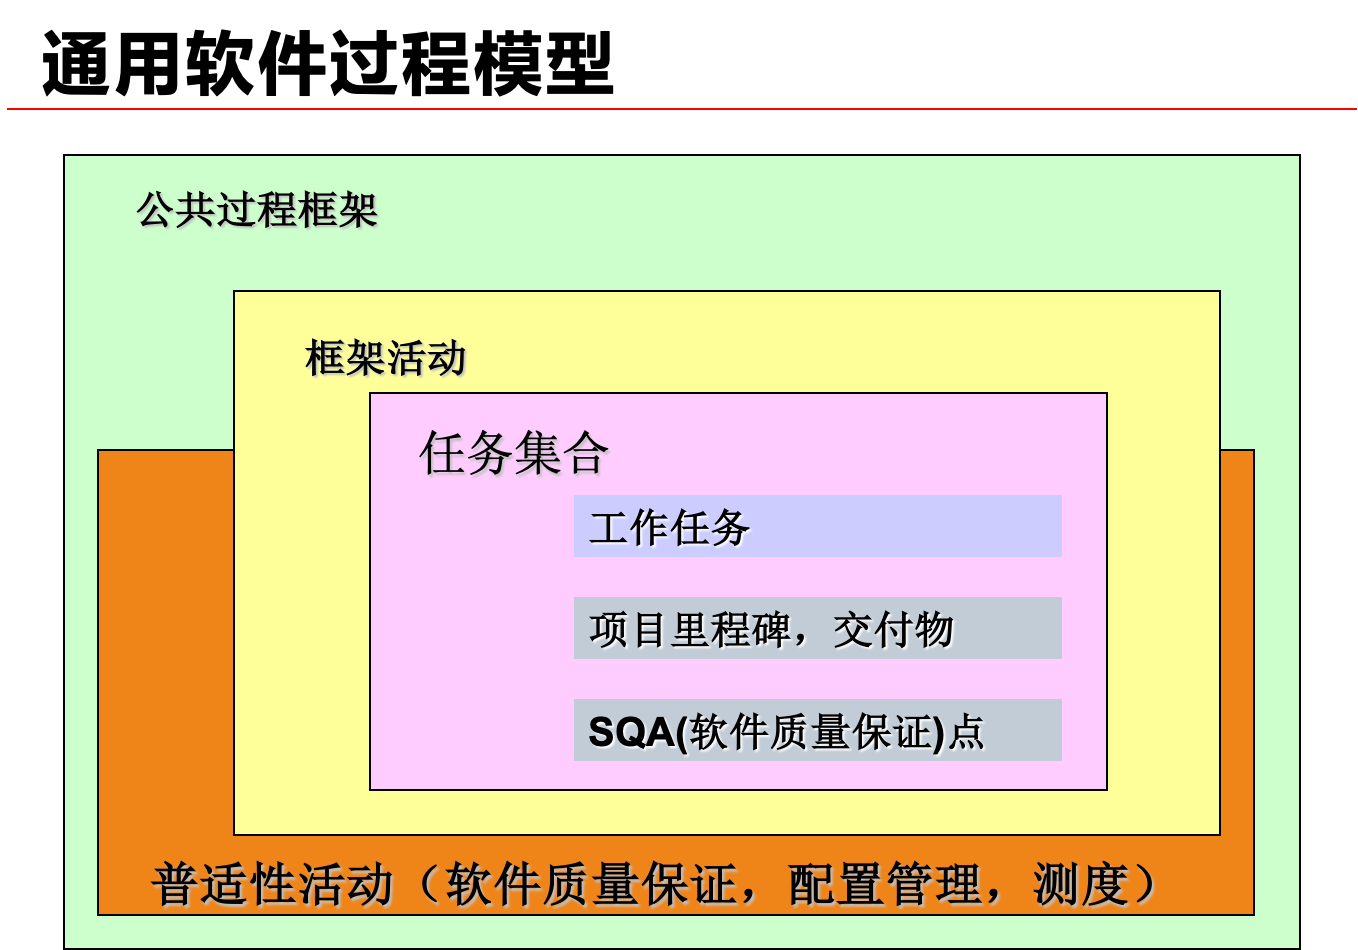 通用软件过程模型
公共过程框架
框架活动
任务集合
工作任务
项目里程碑，交付物
SQA(软件质量保证)点
普适性活动（软件质量保证，配置管理，测度）